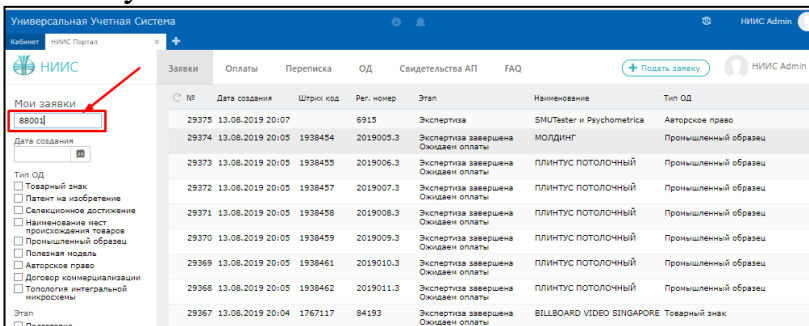 Универсальная Учетная Система
НИИС Admin
Кабинет НИИС Портал × +
НИИС
Заявки Оплаты Переписка ОД Свидетельства АП FAQ + Подать заявку НИИС Admin
Мои заявки
88001
Дата создания
Тип ОД
Товарный знак
Патент на изобретение
Селекционное достижение
Наименование мест
происхождения товаров
Промышленный образец
Полезная модель
Авторское право
Договор коммерциализации
Топология интегральной
микросхемы
Этап
№ Дата создания Штрих код Рег. номер Этап Наименование Тип ОД
29375 13.08.2019 20:07 6915 Экспертиза SMUTester и Psychometrica Авторское право
29374 13.08.2019 20:05 1938454 2019005.3 Экспертиза завершена МОЛДИНГ Промышленный образец
Ожидаем оплаты
29373 13.08.2019 20:05 1938455 2019006.3 Экспертиза завершена ПЛИНТУС ПОТОЛОЧНЫЙ Промышленный образец
Ожидаем оплаты
29372 13.08.2019 20:05 1938457 2019007.3 Экспертиза завершена ПЛИНТУС ПОТОЛОЧНЫЙ Промышленный образец
Ожидаем оплаты
29371 13.08.2019 20:05 1938458 2019008.3 Экспертиза завершена ПЛИНТУС ПОТОЛОЧНЫЙ Промышленный образец
Ожидаем оплаты
29370 13.08.2019 20:05 1938459 2019009.3 Экспертиза завершена ПЛИНТУС ПОТОЛОЧНЫЙ Промышленный образец
Ожидаем оплаты
29369 13.08.2019 20:05 1938461 2019010.3 Экспертиза завершена ПЛИНТУС ПОТОЛОЧНЫЙ Промышленный образец
Ожидаем оплаты
29368 13.08.2019 20:05 1938462 2019011.3 Экспертиза завершена ПЛИНТУС ПОТОЛОЧНЫЙ Промышленный образец
Ожидаем оплаты
29367 13.08.2019 20:04 1767117 84193 Экспертиза завершена BILLBOARD VIDEO SINGAPORE Товарный знак
Ожидаем оплаты